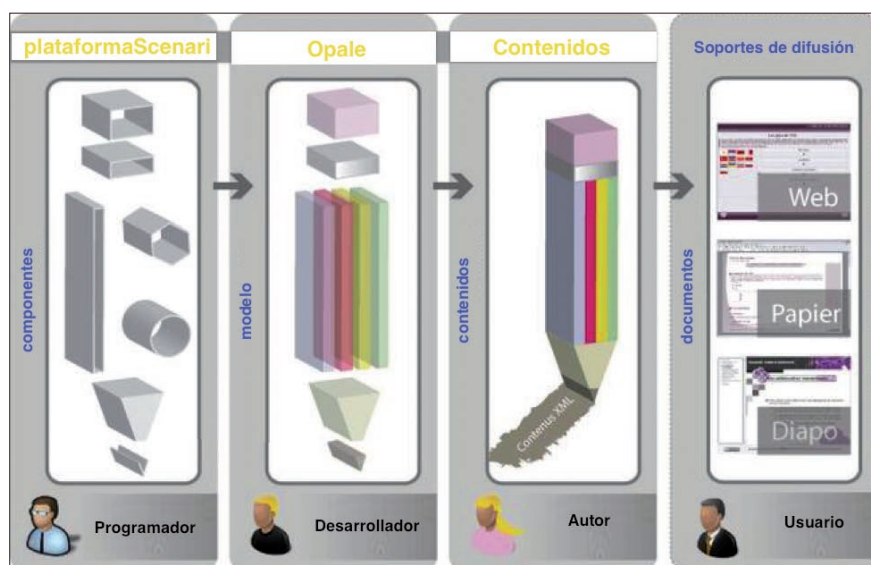 plataformaScenari
Opale
Contenidos
Soportes de difusión
componentes
modelo
contenidos
documentos
Contenus XML
Web
Papier
Diapo
Programador
Desarrollador
Autor
Usuario